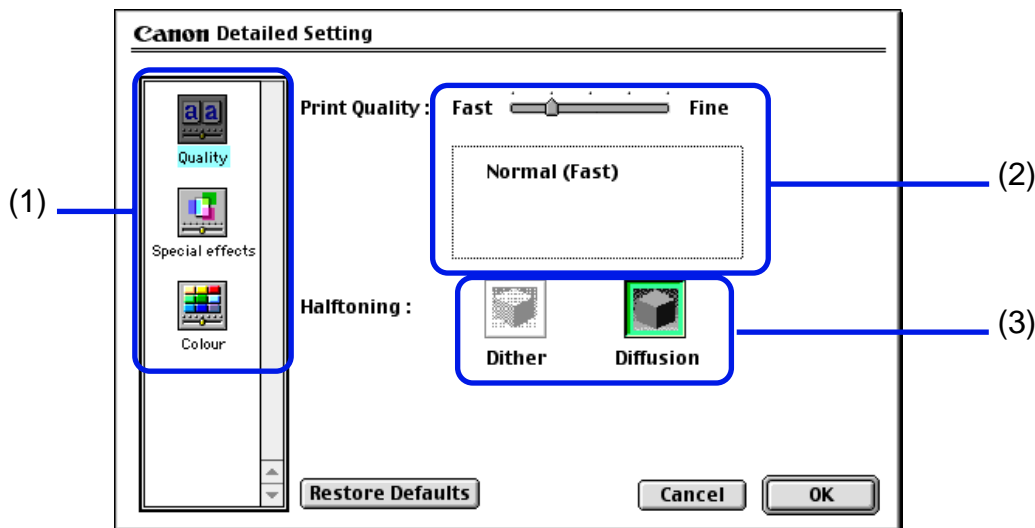 Canon Detailed Setting
Print Quality : Fast Fine
Quality
Normal (Fast)
(1)
(2)
Special effects
Halftoning :
Colour
Dither Diffusion
(3)
Restore Defaults Cancel OK